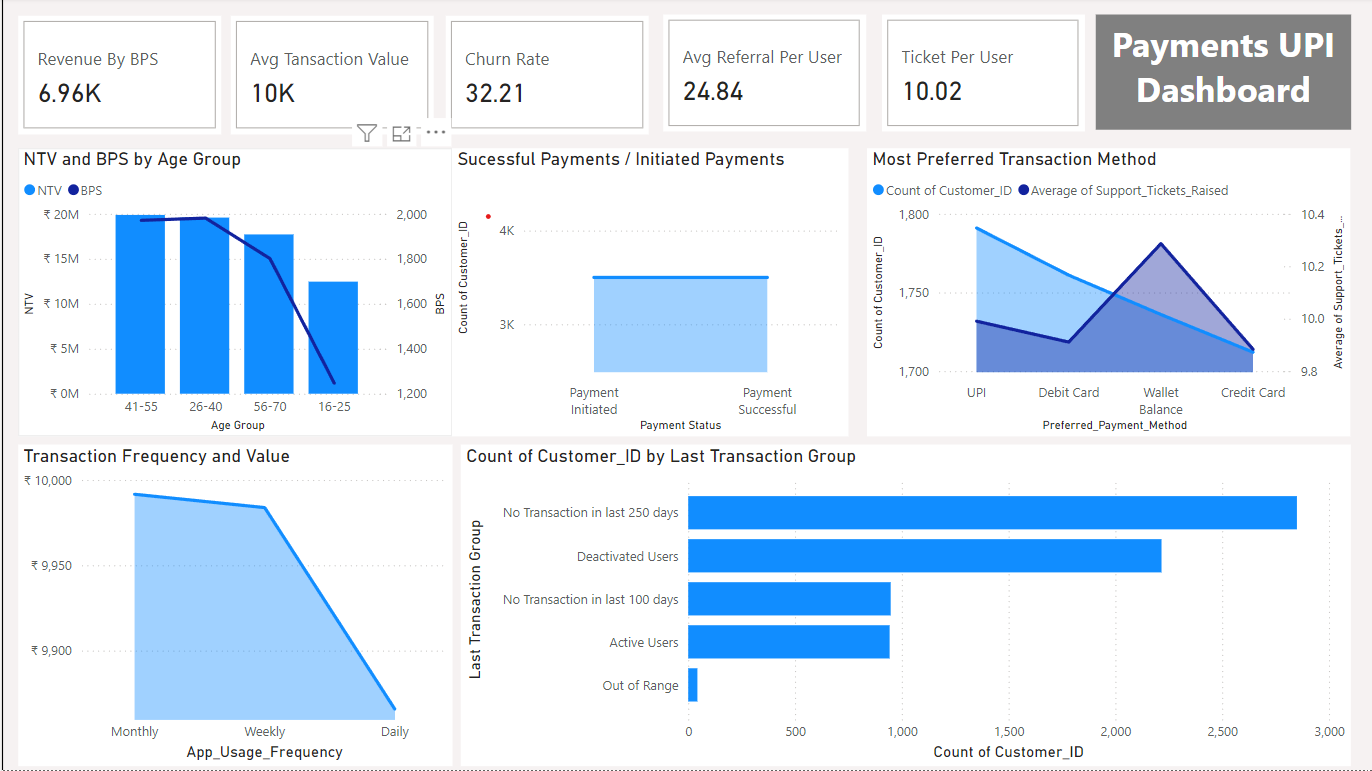 Revenue By BPS
6.96K
Avg Tansaction Value
10K
Churn Rate
32.21
Avg Referral Per User
24.84
Ticket Per User
10.02
Payments UPI
Dashboard
NTV and BPS by Age Group
NTV BPS
₹ 20M
₹ 15M
₹ 10M
₹ 5M
₹ 0M
NTV
2,000
1,800
1,600
1,400
1,200
BPS
41-55 26-40 56-70 16-25
Age Group
Sucessful Payments / Initiated Payments
Count of Customer_ID
4K
3K
Payment
Initiated
Payment
Successful
Payment Status
Most Preferred Transaction Method
Count of Customer_ID Average of Support_Tickets_Raised
Count of Customer_ID
1,800
1,750
1,700
10.4
10.2
10.0
9.8
Average of Support_Tickets_...
UPI Debit Card Wallet
Balance
Credit Card
Preferred_Payment_Method
Transaction Frequency and Value
₹ 10,000
₹ 9,950
₹ 9,900
Monthly Weekly Daily
App_Usage_Frequency
Count of Customer_ID by Last Transaction Group
Last Transaction Group
No Transaction in last 250 days
Deactivated Users
No Transaction in last 100 days
Active Users
Out of Range
0 500 1,000 1,500 2,000 2,500 3,000
Count of Customer_ID